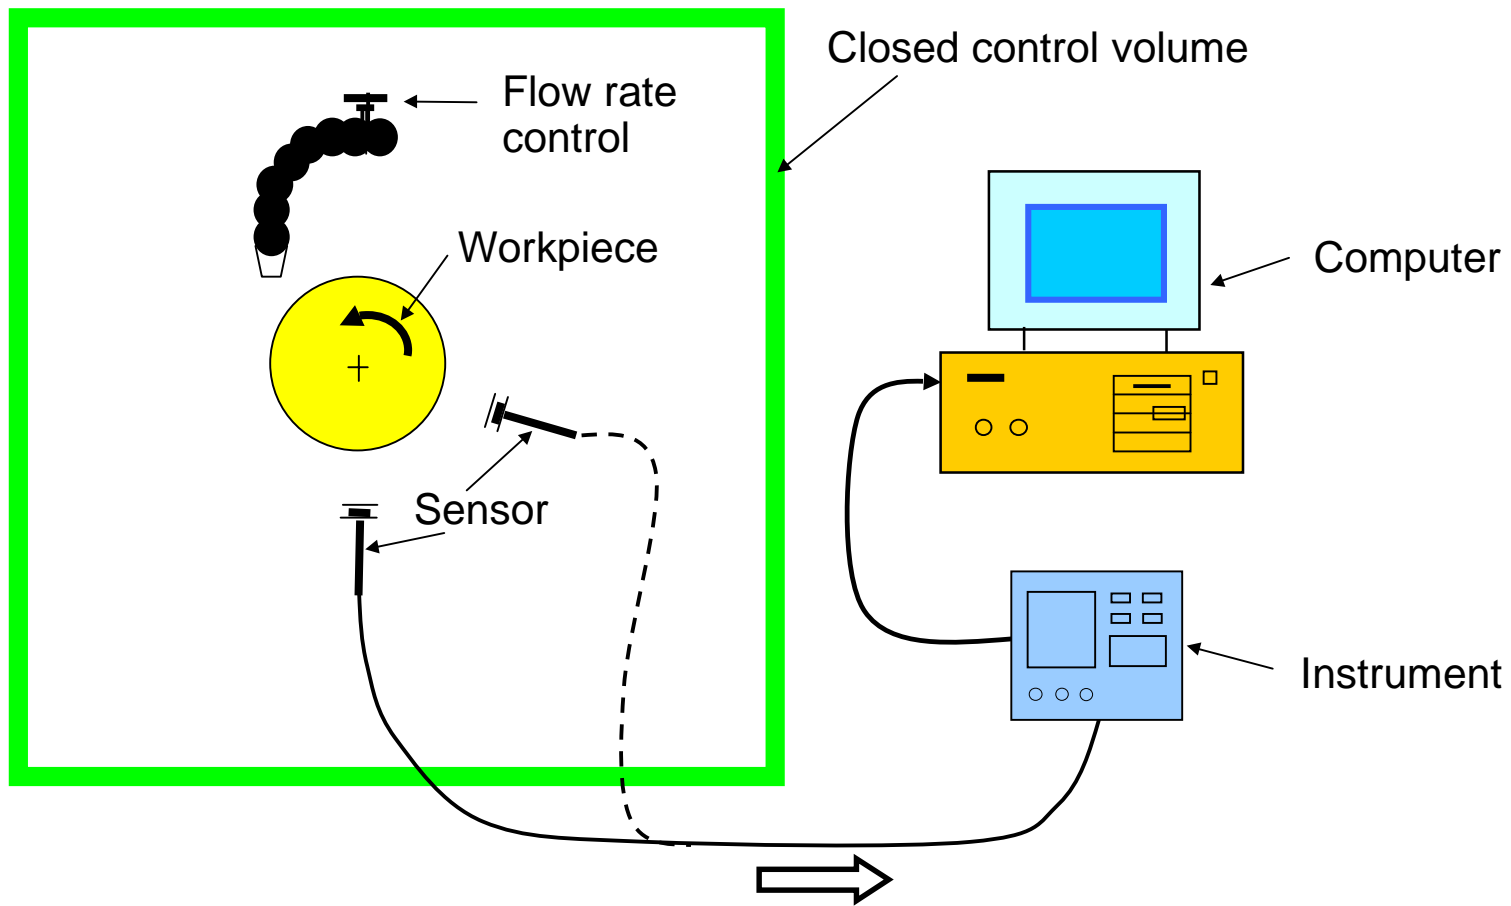 Closed control volume
Flow rate
control
Workpiece
Computer
Sensor
Instrument